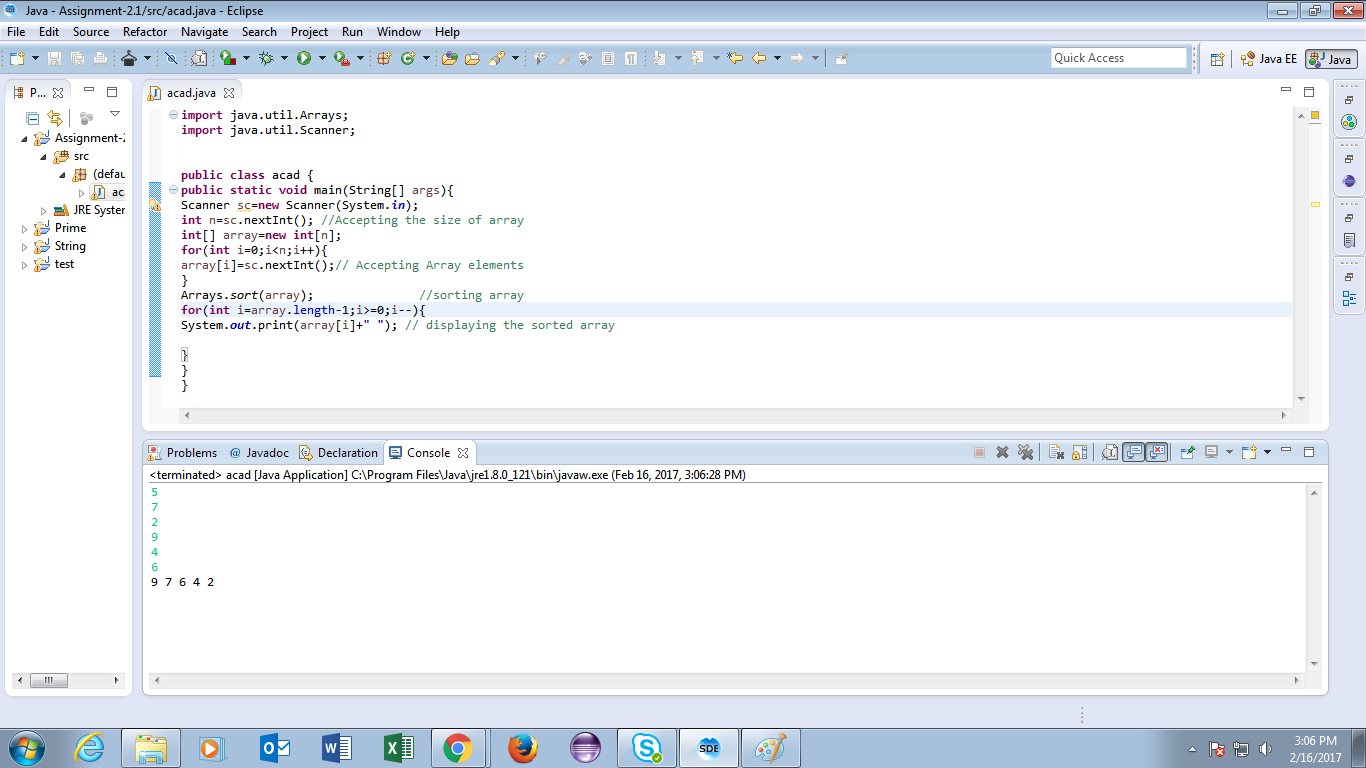 Java - Assignment-2.1/src/acad.java - Eclipse
File Edit Source Refactor Navigate Search Project Run Window Help
Quick Access
Java EE
Java
P...
Assignment-2
src
(defau
aca
JRE System
Prime
String
test
acad.java
import java.util.Arrays;
import java.util.Scanner;
public class acad {
public static void main(String[] args){
Scanner sc=new Scanner(System.in);
int n=sc.nextInt(); //Accepting the size of array
int[] array=new int[n];
for(int i=0;i<n;i++){
array[i]=sc.nextInt();// Accepting Array elements
}
Arrays.sort(array); //sorting array
for(int i=array.length-1;i>=0;i--){
System.out.print(array[i]+" "); // displaying the sorted array
}
}
}
Problems @ Javadoc Declaration Console
<terminated> acad [Java Application] C:\Program Files\Java\jre1.8.0_121\bin\javaw.exe (Feb 16, 2017, 3:06:28 PM)
5
7
2
9
4
6
9 7 6 4 2
SDE
3:06 PM
2/16/2017